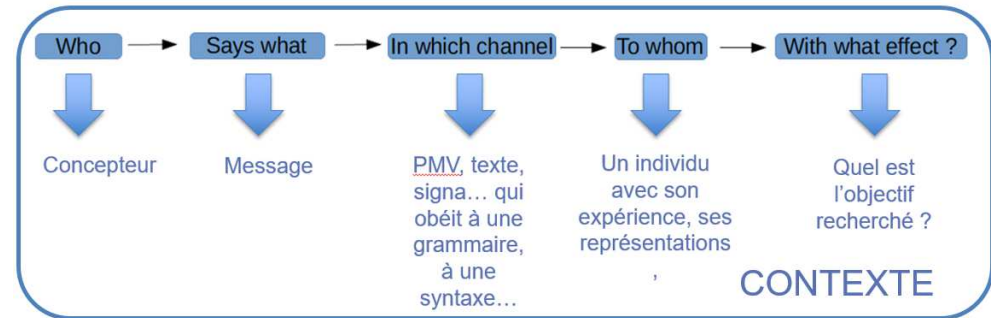 Who
Says what
In which channel
To whom
With what effect ?
Concepteur
Message
PMV, texte,
signa... qui
obéit à une
grammaire,
à une
syntaxe...
Un individu
avec son
expérience, ses
représentations
,
Quel est
l'objectif
recherché ?
CONTEXTE